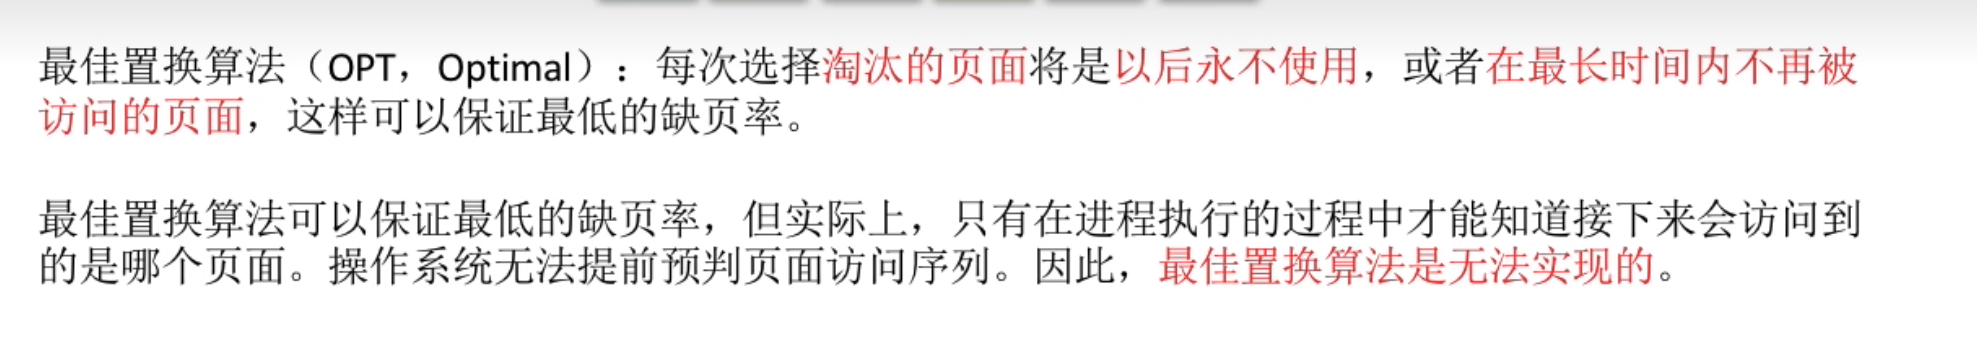 最佳置换算法（OPT，Optimal）：每次选择淘汰的页面将是以后永不使用，或者在最长时间内不再被
访问的页面，这样可以保证最低的缺页率。
最佳置换算法可以保证最低的缺页率，但实际上，只有在进程执行的过程中才能知道接下来会访问到
的是哪个页面。操作系统无法提前预判页面访问序列。因此，最佳置换算法是无法实现的。